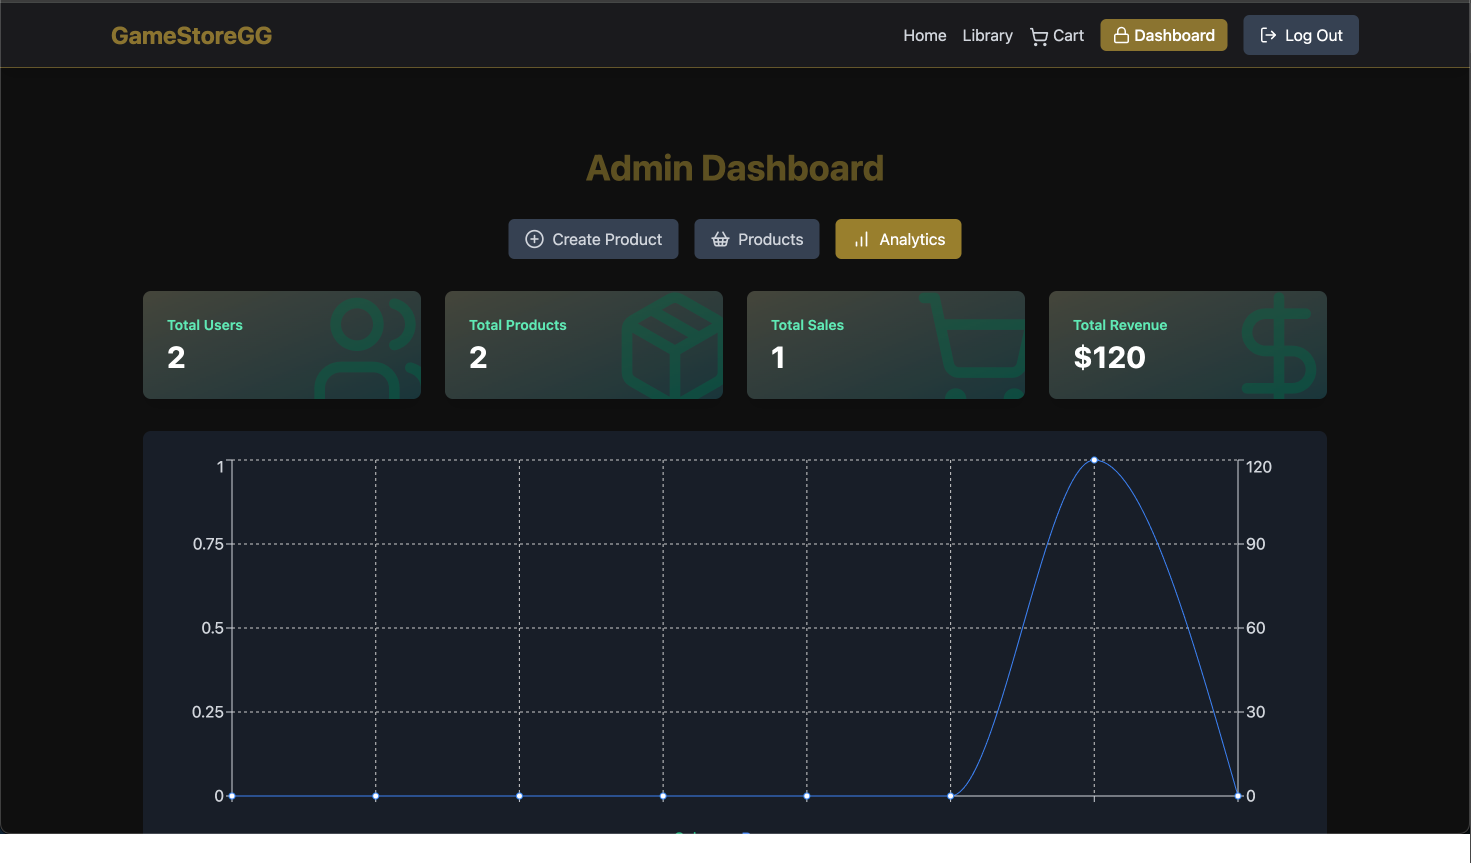 GameStoreGG
Home Library Cart Dashboard Log Out
Admin Dashboard
Create Product Products Analytics
Total Users
2
Total Products
2
Total Sales
1
Total Revenue
$120
1
0.75
0.5
0.25
0
120
90
60
30
0